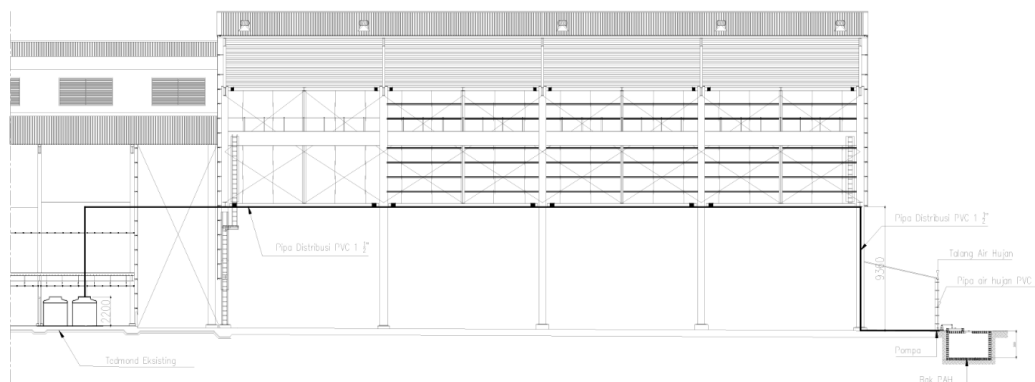 Pipa Distribusi PVC 1 ½"
Pipa Distribusi PVC 1 ½"
Talang Air Hujan
9380
Pipa air hujan PVC
2200
Tedmond Eksisting
Pompa
Bak PAH